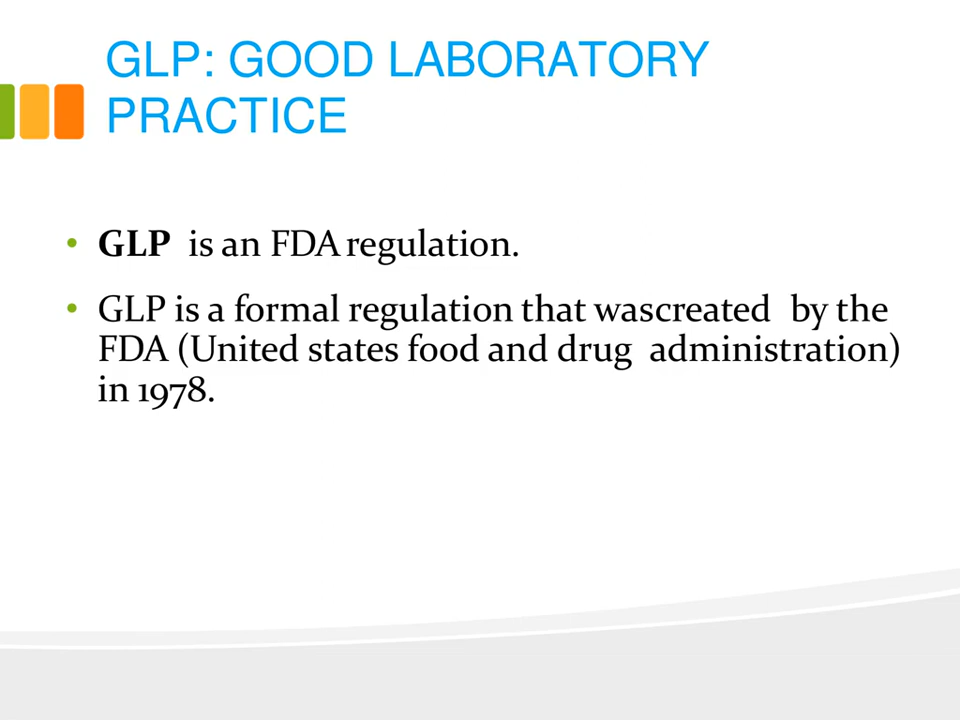 GLP: GOOD LABORATORY
PRACTICE
• GLP is an FDA regulation.
• GLP is a formal regulation that wascreated by the
FDA (United states food and drug administration)
in 1978.